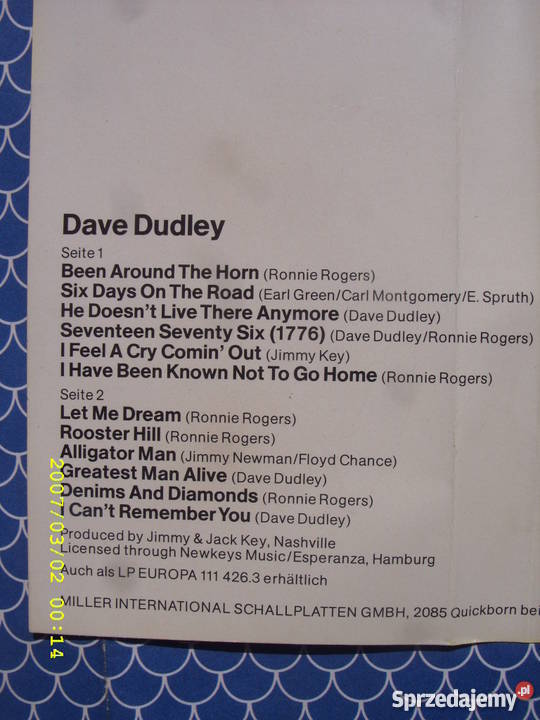 Dave Dudley
Seite 1
Been Around The Horn (Ronnie Rogers)
Six Days On The Road (Earl Green/Carl Montgomery/E. Spruth)
He Doesn't Live There Anymore (Dave Dudley)
Seventeen Seventy Six (1776) (Dave Dudley/Ronnie Rogers)
I Feel A Cry Comin' Out (Jimmy Key)
I Have Been Known Not To Go Home (Ronnie Rogers)
Seite 2
Let Me Dream (Ronnie Rogers)
Rooster Hill (Ronnie Rogers)
Alligator Man (Jimmy Newman/Floyd Chance)
Greatest Man Alive (Dave Dudley)
Denims And Diamonds (Ronnie Rogers)
I Can't Remember You (Dave Dudley)
Produced by Jimmy & Jack Key, Nashville
Licensed through Newkeys Music/Esperanza, Hamburg
Auch als LP EUROPA 111 426.3 erhältlich
MILLER INTERNATIONAL SCHALLPLATTEN GMBH, 2085 Quickborn bei
2007/03/02 00:14
Sprzedajemy.pl